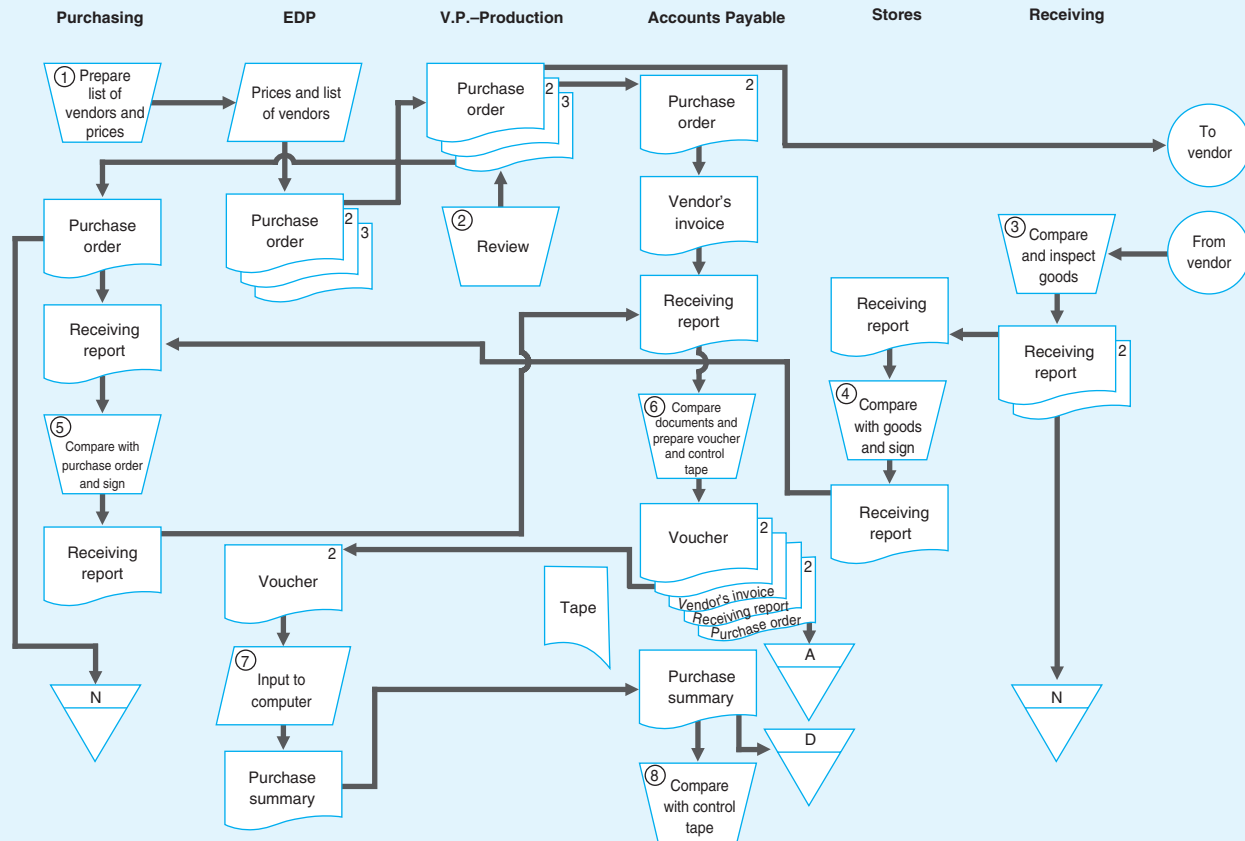 Purchasing
EDP
V.P.–Production
Accounts Payable
Stores
Receiving
1
Prepare
list of
vendors and
prices
Prices and list
of vendors
Purchase
order
2
3
Purchase
order
2
To
vendor
Purchase
order
Purchase
order
2
3
2
Review
Vendor's
invoice
3
Compare
and inspect
goods
From
vendor
Receiving
report
Receiving
report
Receiving
report
Receiving
report
2
5
Compare with
purchase order
and sign
6
Compare
documents and
prepare voucher
and control
tape
4
Compare
with goods
and sign
Receiving
report
Voucher
2
Tape
Voucher
2
2
Vendor's invoice
Receiving report
Purchase order
Receiving
report
A
N
7
Input to
computer
Purchase
summary
N
D
Purchase
summary
8
Compare
with control
tape